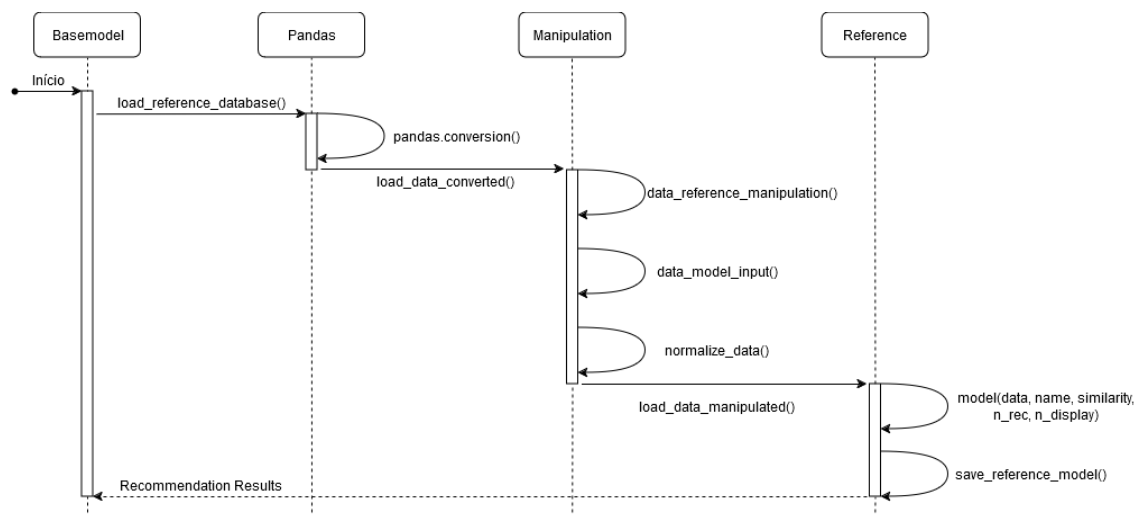 Basemodel
Pandas
Manipulation
Reference
Início
load_reference_database()
pandas.conversion()
load_data_converted()
data_reference_manipulation()
data_model_input()
normalize_data()
load_data_manipulated()
model(data, name, similarity,
n_rec, n_display)
save_reference_model()
Recommendation Results